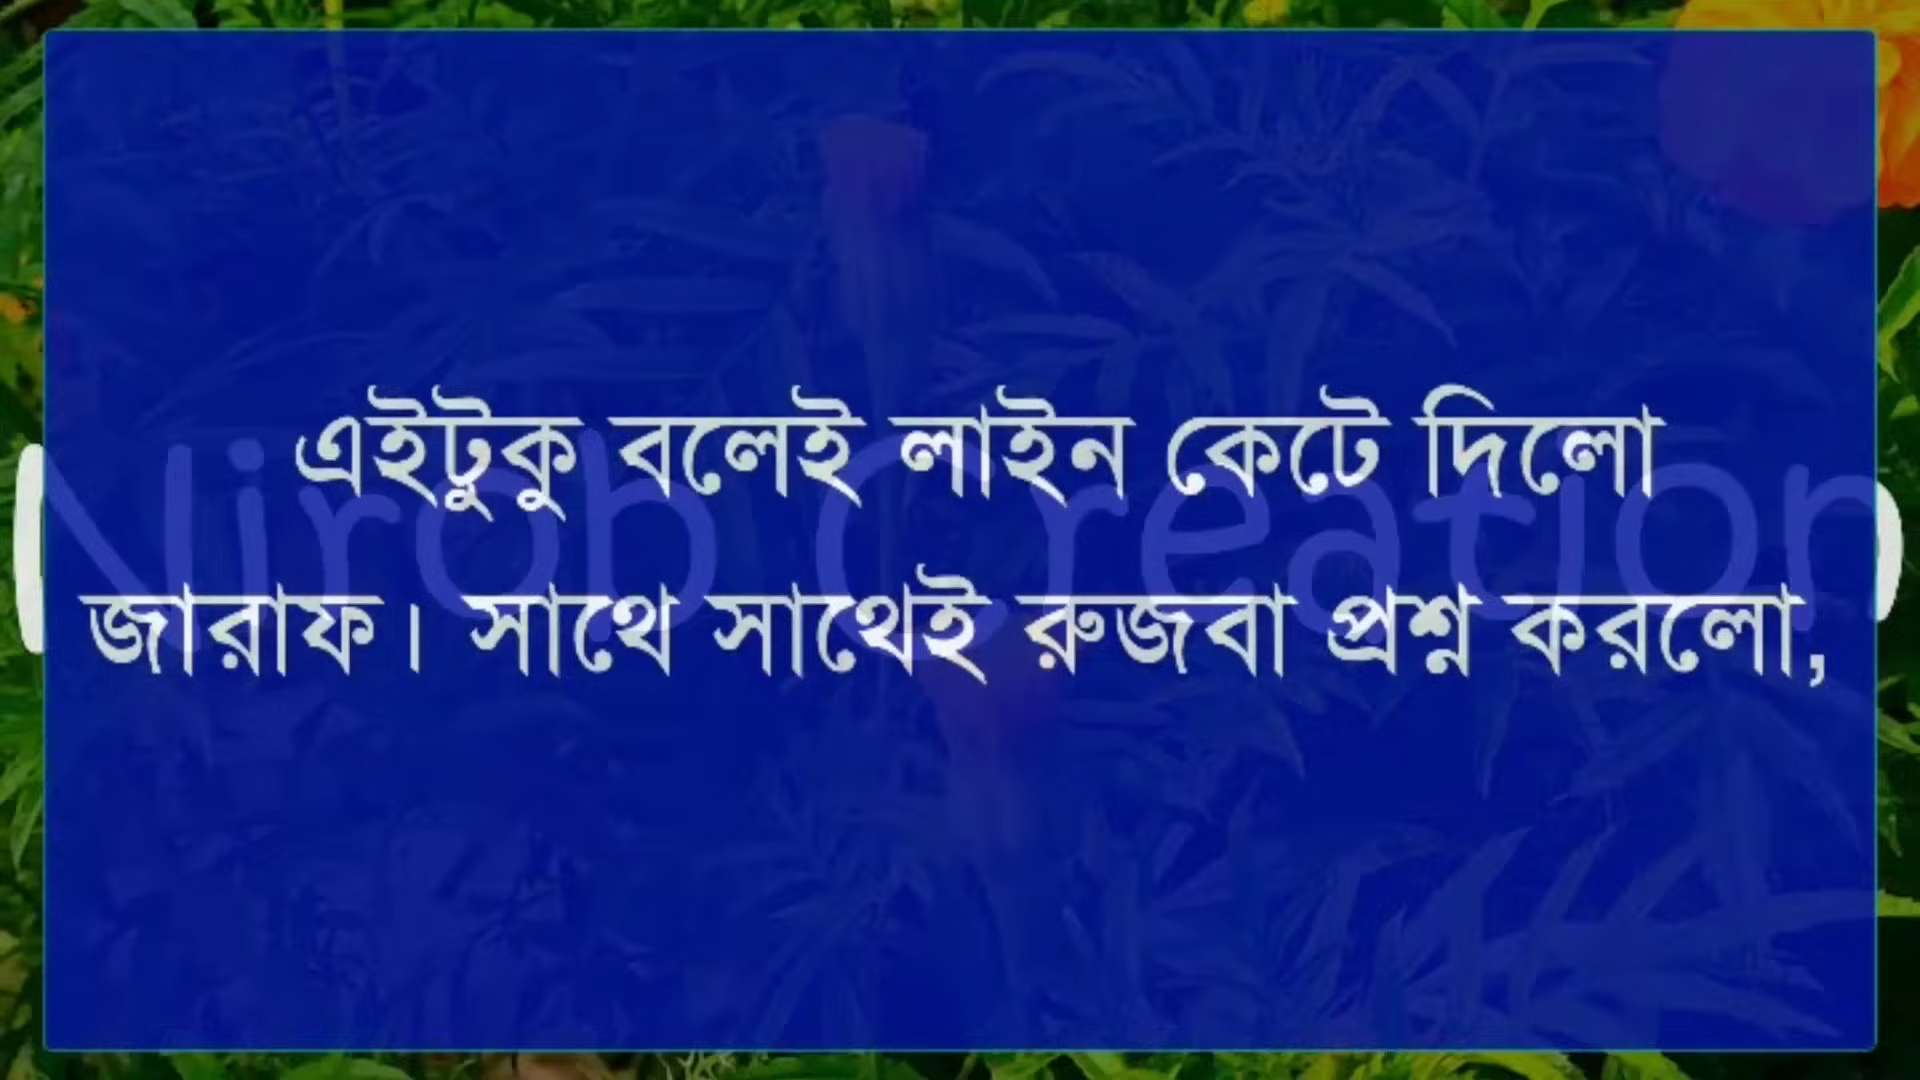 এইটুকু বলেই লাইন কেটে দিলো
জারাফ। সাথে সাথেই রুজবা প্রশ্ন করলো,
Nirob Creation